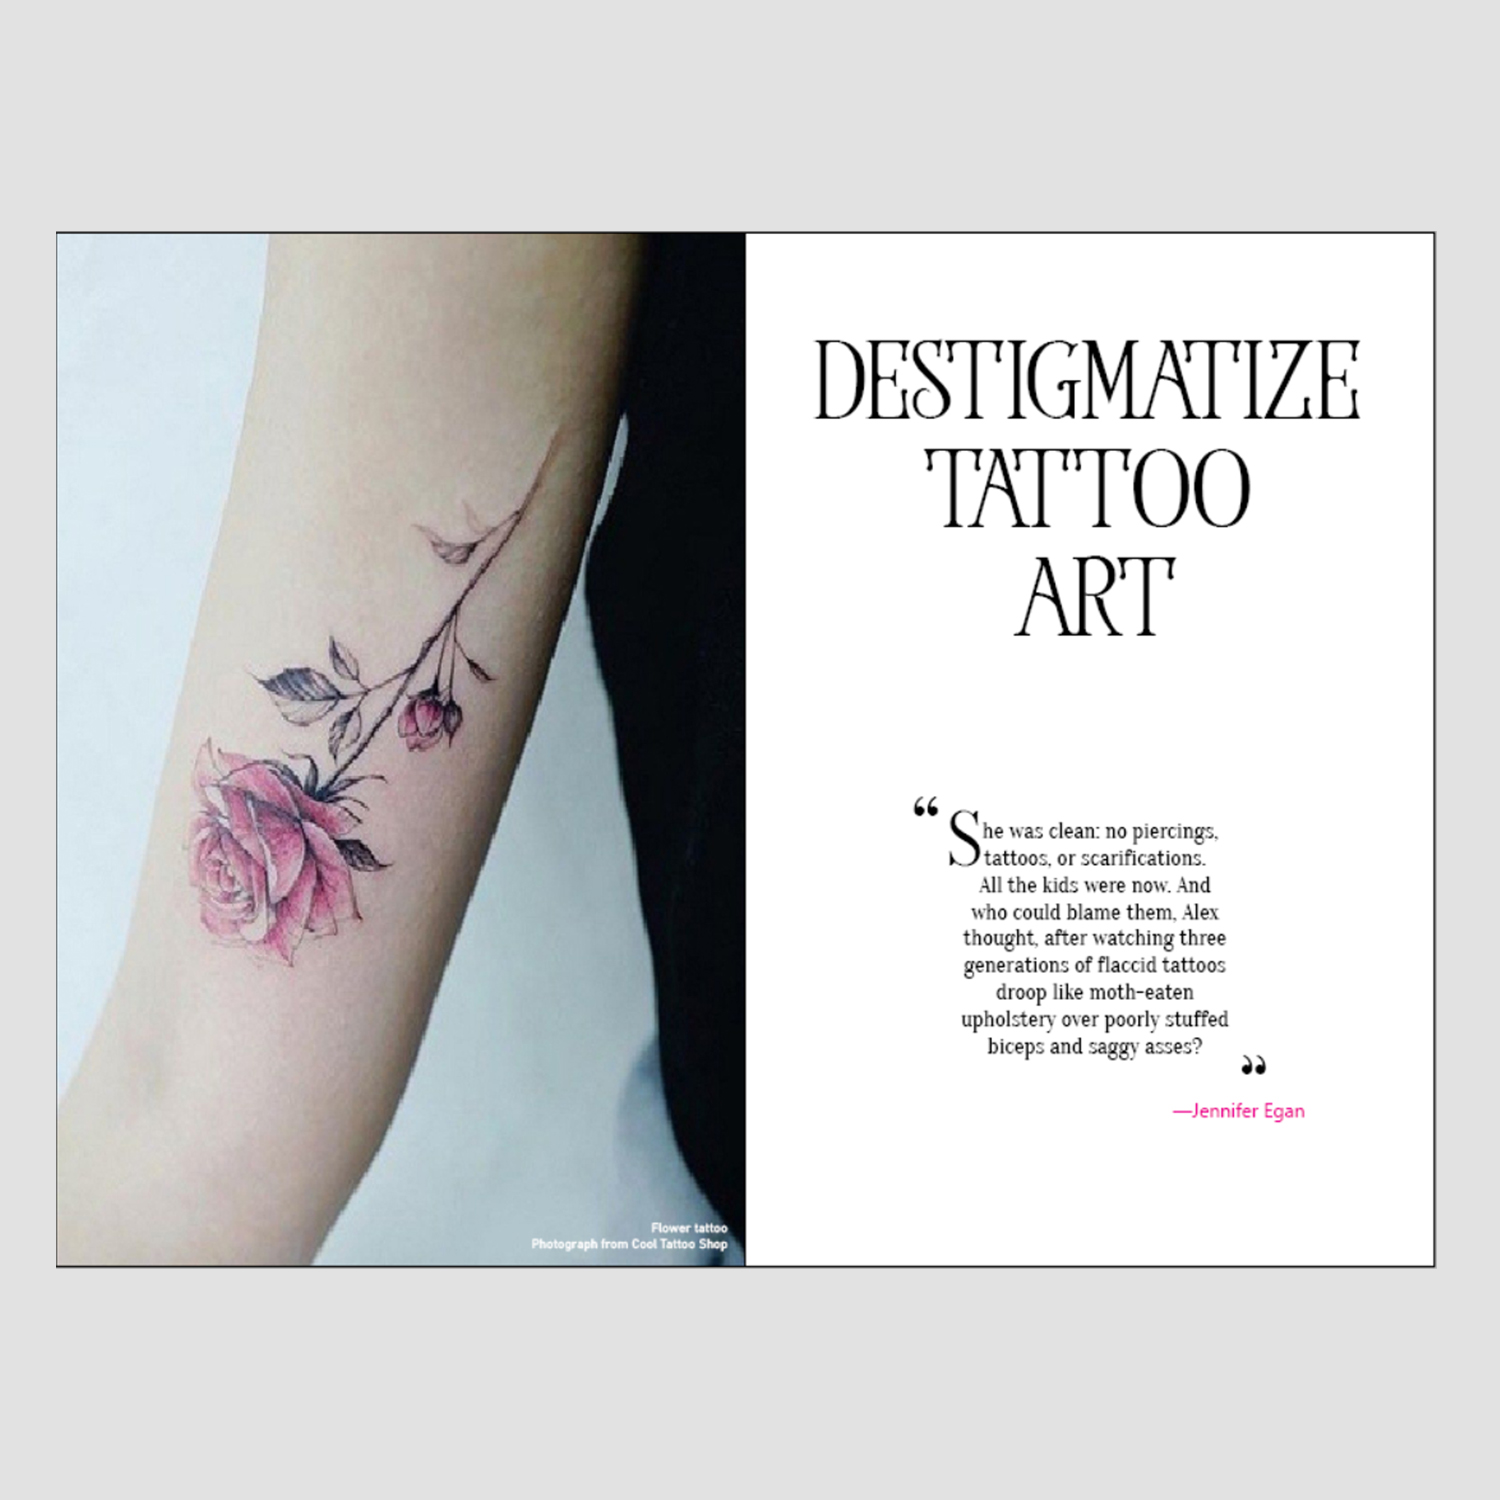 DESTIGMATIZE
TATTOO
ART
“She was clean: no piercings,
tattoos, or scarifications.
All the kids were now. And
who could blame them, Alex
thought, after watching three
generations of flaccid tattoos
droop like moth-eaten
upholstery over poorly stuffed
biceps and saggy asses?”
—Jennifer Egan
Flower tattoo
Photograph from Cool Tattoo Shop